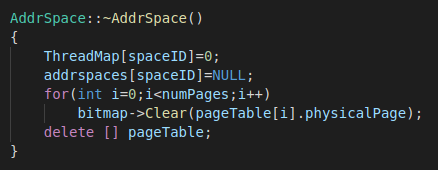 AddrSpace::~AddrSpace()
{
    ThreadMap[spaceID]=0;
    addrspaces[spaceID]=NULL;
    for(int i=0;i<numPages;i++)
        bitmap->Clear(pageTable[i].physicalPage);
    delete [] pageTable;
}